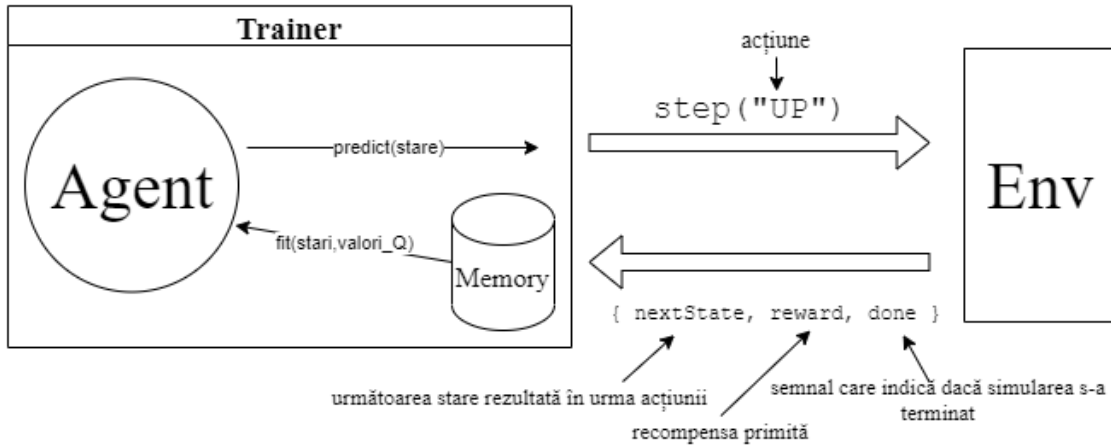 Trainer
acțiune
step("UP")
predict(stare)
Agent
Env
fit(stari,valori_Q)
Memory
{ nextState, reward, done }
următoarea stare rezultată în urma acțiunii
semnal care indică dacă simularea s-a
terminat
recompensa primită